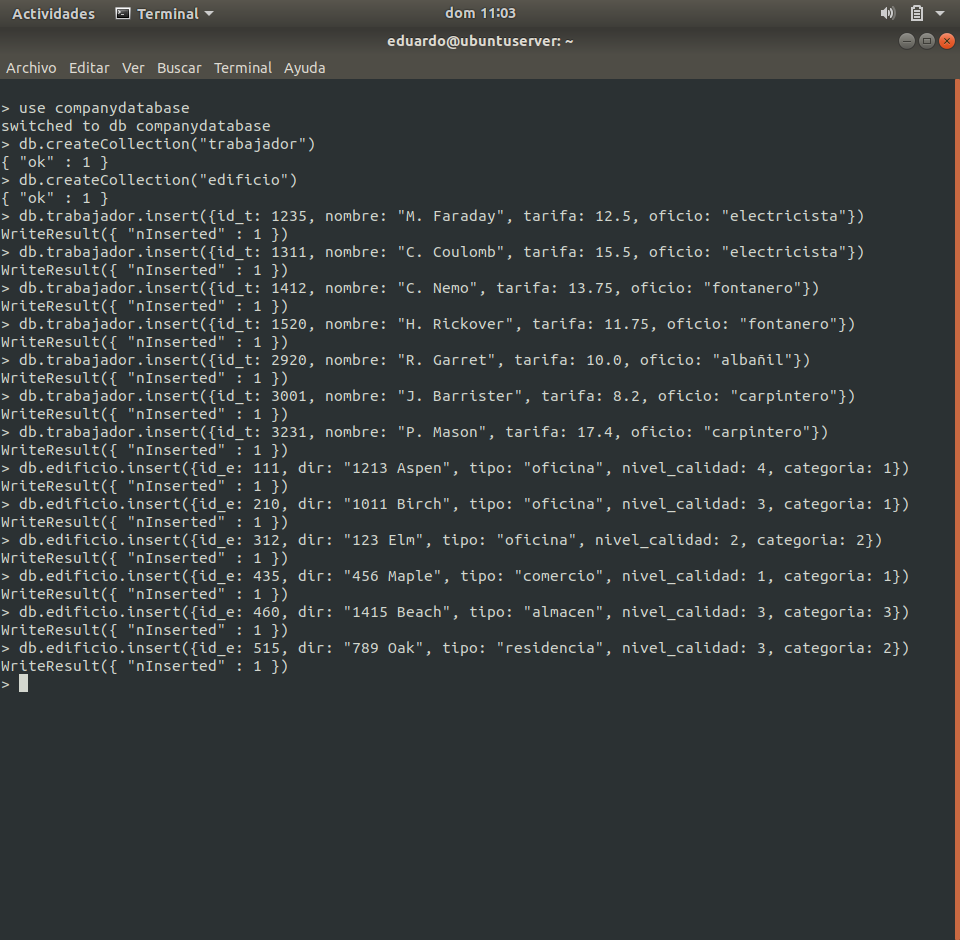 Actividades Terminal dom 11:03
eduardo@ubuntuserver: ~
Archivo Editar Ver Buscar Terminal Ayuda
> use companydatabase
switched to db companydatabase
> db.createCollection("trabajador")
{ "ok" : 1 }
> db.createCollection("edificio")
{ "ok" : 1 }
> db.trabajador.insert({id_t: 1235, nombre: "M. Faraday", tarifa: 12.5, oficio: "electricista"})
WriteResult({ "nInserted" : 1 })
> db.trabajador.insert({id_t: 1311, nombre: "C. Coulomb", tarifa: 15.5, oficio: "electricista"})
WriteResult({ "nInserted" : 1 })
> db.trabajador.insert({id_t: 1412, nombre: "C. Nemo", tarifa: 13.75, oficio: "fontanero"})
WriteResult({ "nInserted" : 1 })
> db.trabajador.insert({id_t: 1520, nombre: "H. Rickover", tarifa: 11.75, oficio: "fontanero"})
WriteResult({ "nInserted" : 1 })
> db.trabajador.insert({id_t: 2920, nombre: "R. Garret", tarifa: 10.0, oficio: "albañil"})
WriteResult({ "nInserted" : 1 })
> db.trabajador.insert({id_t: 3001, nombre: "J. Barrister", tarifa: 8.2, oficio: "carpintero"})
WriteResult({ "nInserted" : 1 })
> db.trabajador.insert({id_t: 3231, nombre: "P. Mason", tarifa: 17.4, oficio: "carpintero"})
WriteResult({ "nInserted" : 1 })
> db.edificio.insert({id_e: 111, dir: "1213 Aspen", tipo: "oficina", nivel_calidad: 4, categoria: 1})
WriteResult({ "nInserted" : 1 })
> db.edificio.insert({id_e: 210, dir: "1011 Birch", tipo: "oficina", nivel_calidad: 3, categoria: 1})
WriteResult({ "nInserted" : 1 })
> db.edificio.insert({id_e: 312, dir: "123 Elm", tipo: "oficina", nivel_calidad: 2, categoria: 2})
WriteResult({ "nInserted" : 1 })
> db.edificio.insert({id_e: 435, dir: "456 Maple", tipo: "comercio", nivel_calidad: 1, categoria: 1})
WriteResult({ "nInserted" : 1 })
> db.edificio.insert({id_e: 460, dir: "1415 Beach", tipo: "almacen", nivel_calidad: 3, categoria: 3})
WriteResult({ "nInserted" : 1 })
> db.edificio.insert({id_e: 515, dir: "789 Oak", tipo: "residencia", nivel_calidad: 3, categoria: 2})
WriteResult({ "nInserted" : 1 })
>